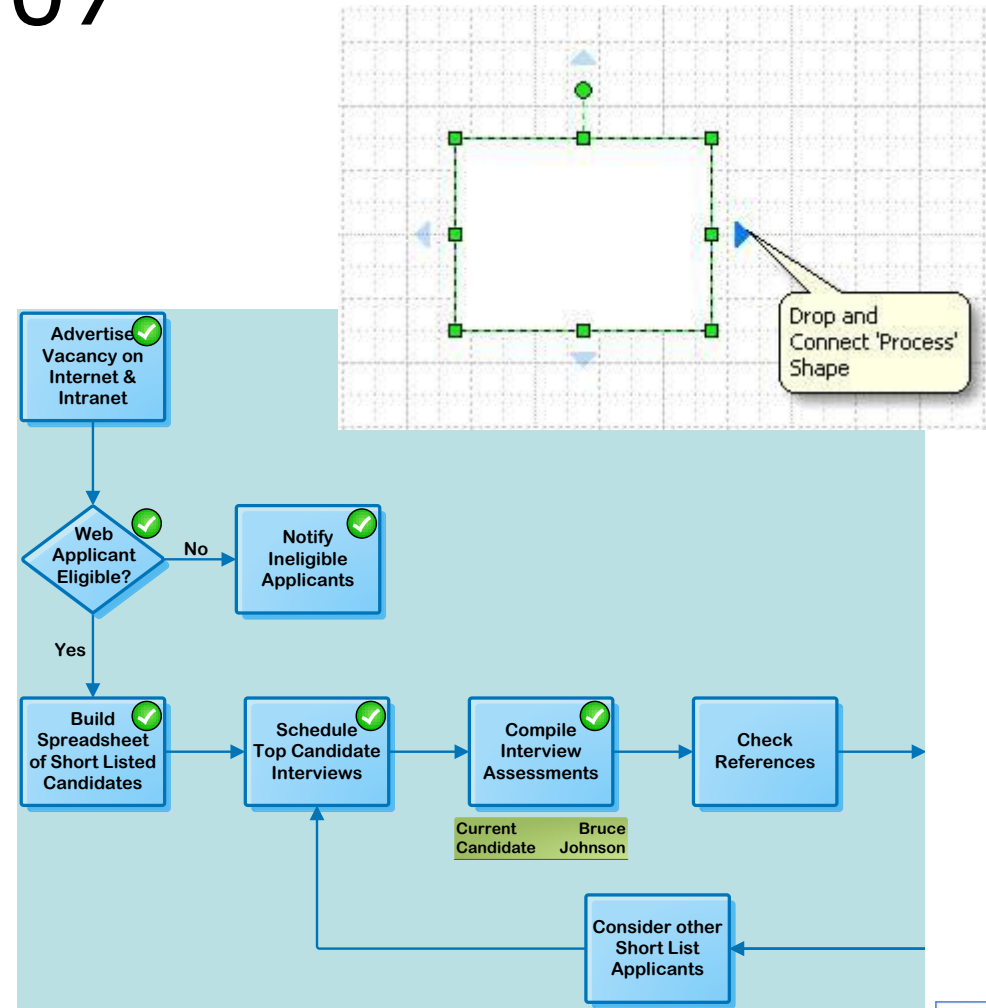 Drop and
Connect 'Process'
Shape
Advertise
Vacancy on
Internet &
Intranet
Web
Applicant
Eligible?
No
Notify
Ineligible
Applicants
Yes
Build
Spreadsheet
of Short Listed
Candidates
Schedule
Top Candidate
Interviews
Compile
Interview
Assessments
Check
References
Current Bruce
Candidate Johnson
Consider other
Short List
Applicants